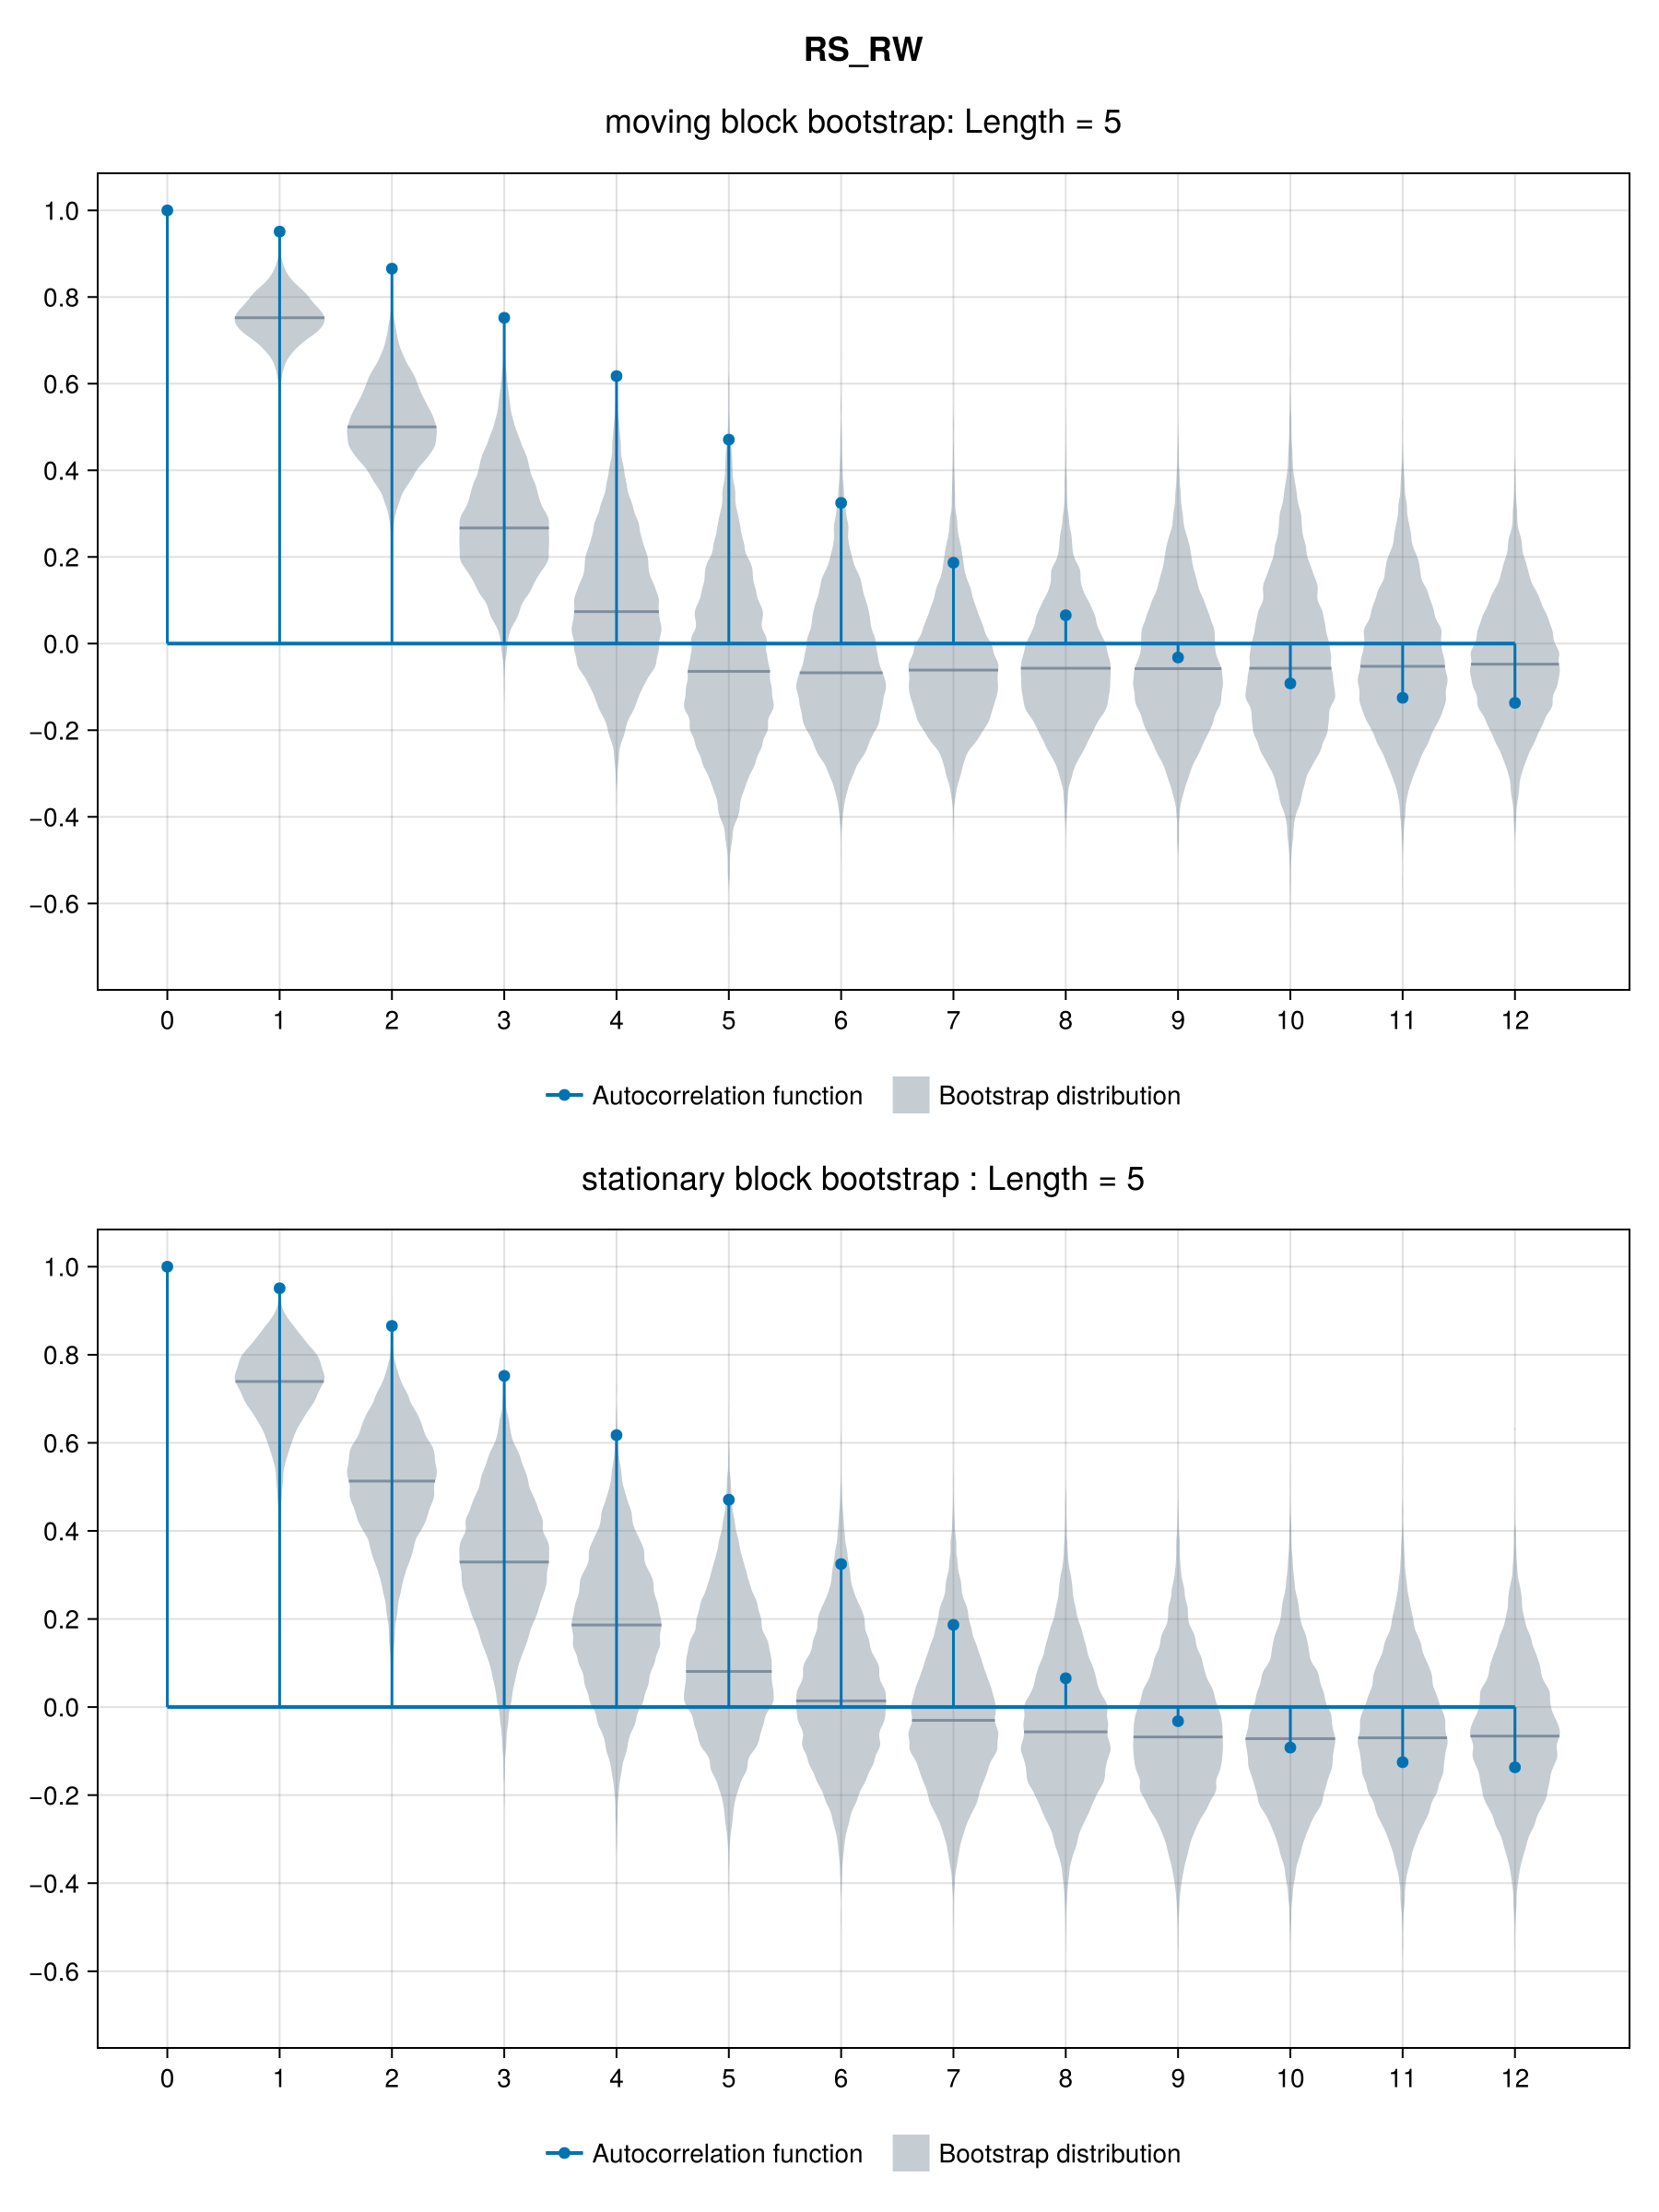 RS_RW
moving block bootstrap: Length = 5
1.0
0.8
0.6
0.4
0.2
0.0
−0.2
−0.4
−0.6
0 1 2 3 4 5 6 7 8 9 10 11 12
Autocorrelation function Bootstrap distribution
stationary block bootstrap : Length = 5
1.0
0.8
0.6
0.4
0.2
0.0
−0.2
−0.4
−0.6
0 1 2 3 4 5 6 7 8 9 10 11 12
Autocorrelation function Bootstrap distribution